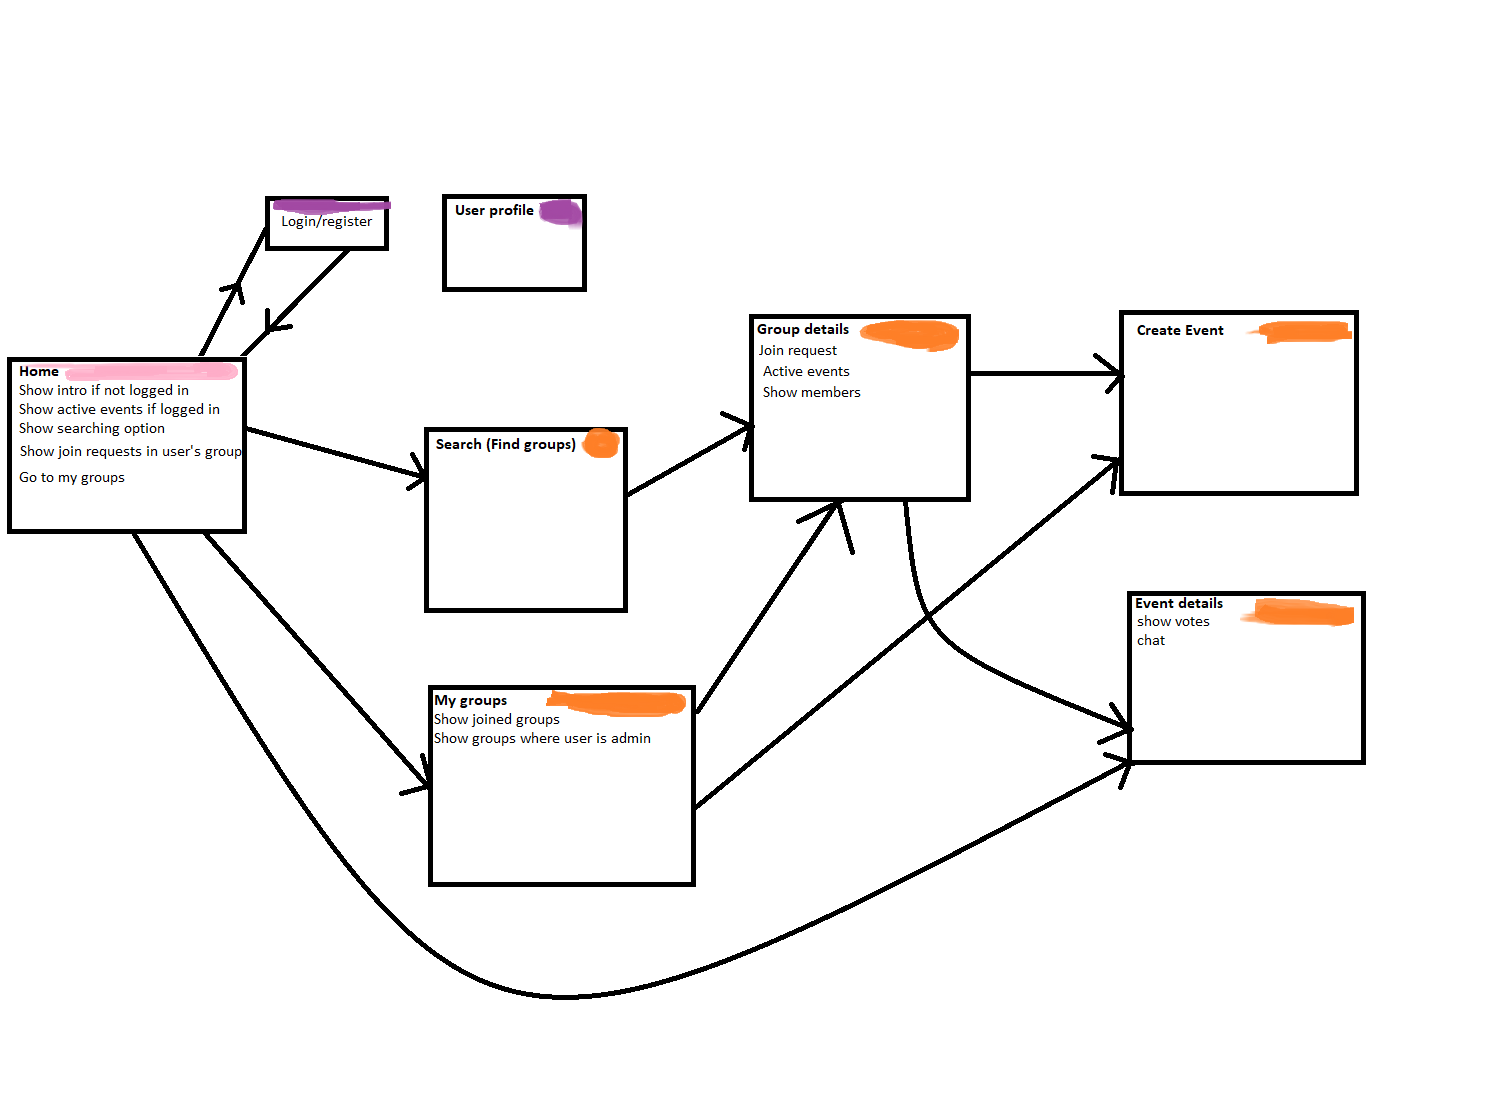 Login/register
User profile
Home
Show intro if not logged in
Show active events if logged in
Show searching option
Show join requests in user's group
Go to my groups
Search (Find groups)
My groups
Show joined groups
Show groups where user is admin
Group details
Join request
Active events
Show members
Create Event
Event details
show votes
chat